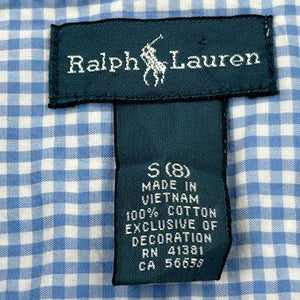 Ralph Lauren
S (8)
MADE IN
VIETNAM
100% COTTON
EXCLUSIVE OF
DECORATION
RN 41381
CA 56658